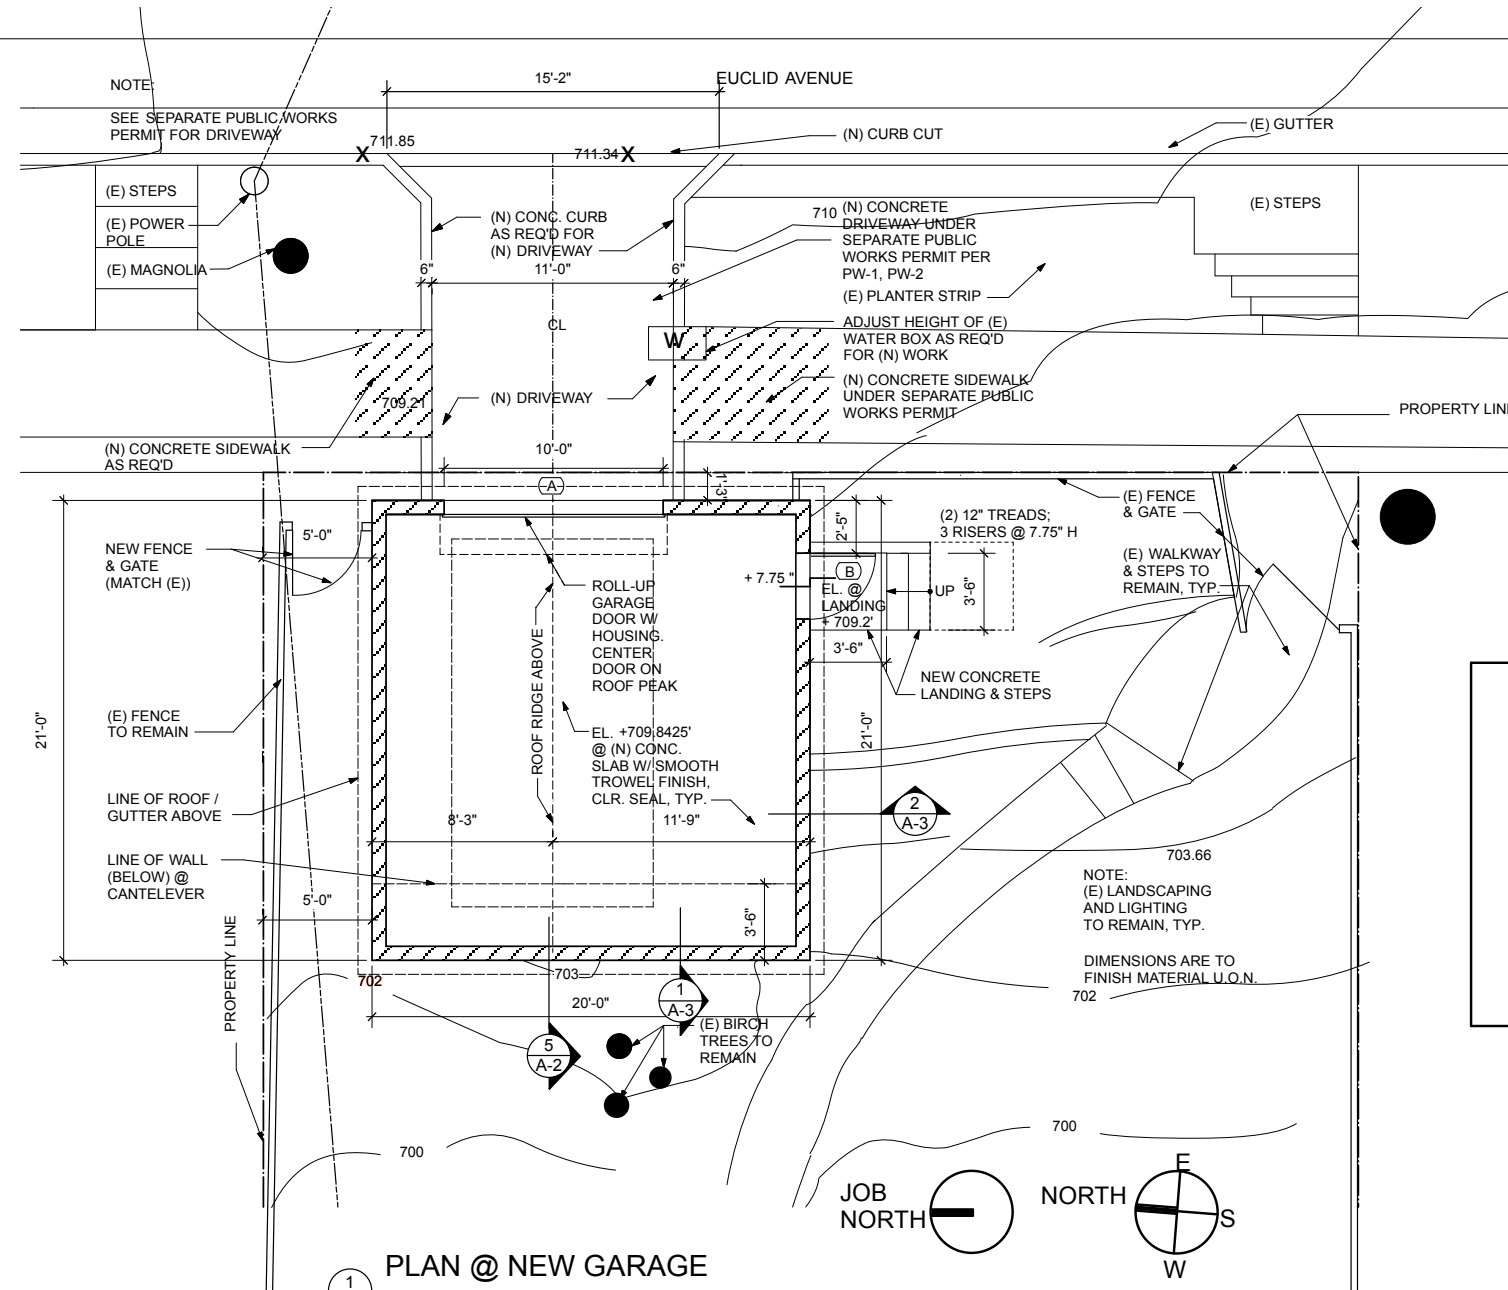 NOTE:
SEE SEPARATE PUBLIC WORKS
PERMIT FOR DRIVEWAY
15'-2"
EUCLID AVENUE
711.85
X
711.34
X
(N) CURB CUT
(E) GUTTER
(E) STEPS
(E) POWER
POLE
(E) MAGNOLIA
(N) CONC. CURB
AS REQ'D FOR
(N) DRIVEWAY
6"
11'-0"
6"
CL
710
(N) CONCRETE
DRIVEWAY UNDER
SEPARATE PUBLIC
WORKS PERMIT PER
PW-1, PW-2
(E) PLANTER STRIP
ADJUST HEIGHT OF (E)
WATER BOX AS REQ'D
FOR (N) WORK
W
(E) STEPS
(N) CONCRETE SIDEWALK
UNDER SEPARATE PUBLIC
WORKS PERMIT
709.21
(N) DRIVEWAY
PROPERTY LINE
(N) CONCRETE SIDEWALK
AS REQ'D
10'-0"
A
1'-3"
(E) FENCE
& GATE
5'-0"
NEW FENCE
& GATE
(MATCH (E))
2'-5"
(2) 12" TREADS;
3 RISERS @ 7.75" H
(E) WALKWAY
& STEPS TO
REMAIN, TYP.
+ 7.75 "
B
EL. @
LANDING
+ 709.2'
UP
3'-6"
3'-6"
ROLL-UP
GARAGE
DOOR W/
HOUSING.
CENTER
DOOR ON
ROOF PEAK
ROOF RIDGE ABOVE
NEW CONCRETE
LANDING & STEPS
21'-0"
(E) FENCE
TO REMAIN
EL. +709.8425'
@ (N) CONC.
SLAB W/ SMOOTH
TROWEL FINISH,
CLR. SEAL, TYP.
21'-0"
LINE OF ROOF /
GUTTER ABOVE
8'-3"
11'-9"
2
A-3
LINE OF WALL
(BELOW) @
CANTELEVER
703.66
NOTE:
(E) LANDSCAPING
AND LIGHTING
TO REMAIN, TYP.
DIMENSIONS ARE TO
FINISH MATERIAL U.O.N.
5'-0"
3'-6"
PROPERTY LINE
702
703
702
20'-0"
1
A-3
5
A-2
(E) BIRCH
TREES TO
REMAIN
700
700
JOB
NORTH
NORTH
E
S
W
PLAN @ NEW GARAGE
1